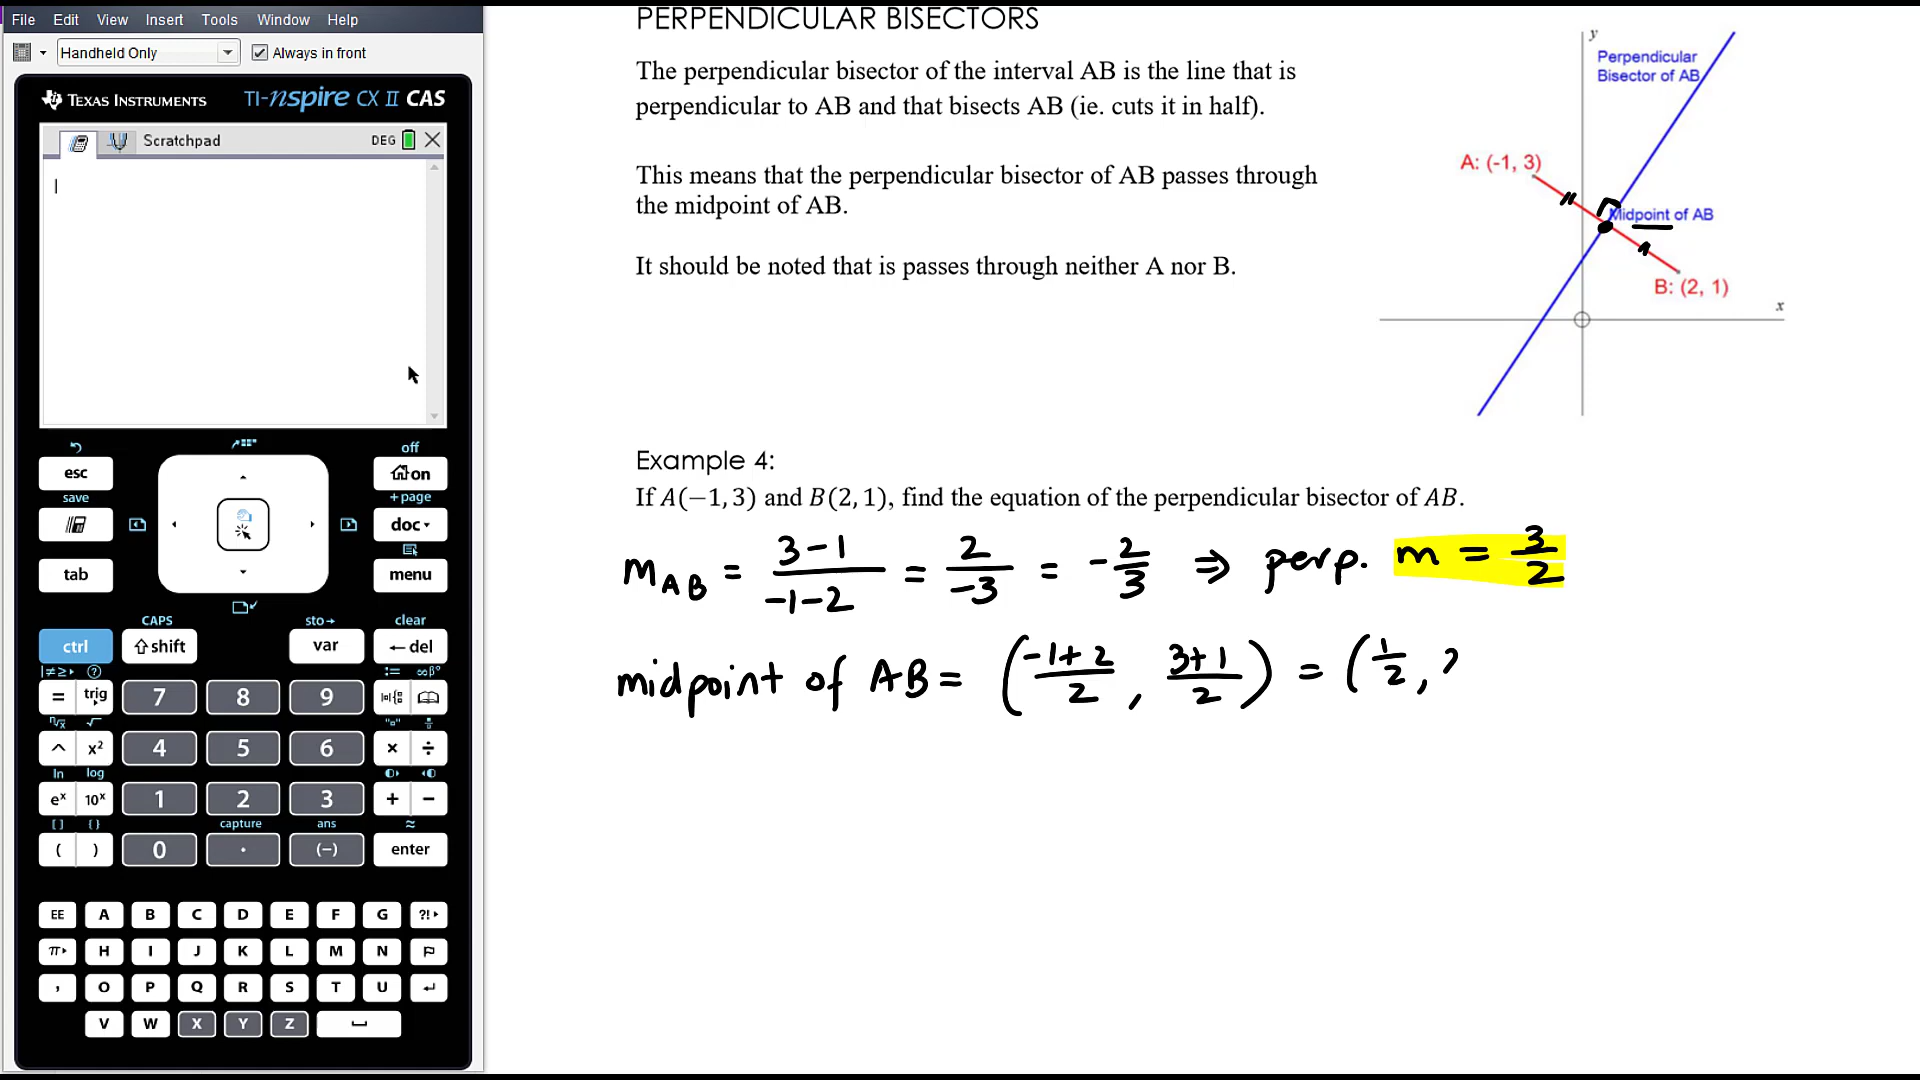 File Edit View Insert Tools Window Help
Handheld Only Always in front
TEXAS INSTRUMENTS TI-nspire CX II CAS
Scratchpad DEG
off
esc on
save + page
doc
tab menu
CAPS sto→ clear
ctrl ⇧shift var ←del
|≠≥▸ ? := ∞β°
= trig 7 8 9 |□|{
ⁿ√x √ "□"
^ x² 4 5 6 × ÷
ln log
eˣ 10ˣ 1 2 3 + −
[ ] { } capture ans ≈
( ) 0 . (−) enter
EE A B C D E F G ?!▸
π▸ H I J K L M N
, O P Q R S T U ↵
V W X Y Z
PERPENDICULAR BISECTORS
The perpendicular bisector of the interval AB is the line that is
perpendicular to AB and that bisects AB (ie. cuts it in half).
This means that the perpendicular bisector of AB passes through
the midpoint of AB.
It should be noted that is passes through neither A nor B.
y
Perpendicular
Bisector of AB
A: (-1, 3)
Midpoint of AB
B: (2, 1)
x
Example 4:
If A(−1, 3) and B(2, 1), find the equation of the perpendicular bisector of AB.
m_AB = (3-1)/(-1-2) = 2/-3 = -2/3 ⇒ perp. m = 3/2
midpoint of AB = ((-1+2)/2, (3+1)/2) = (1/2,